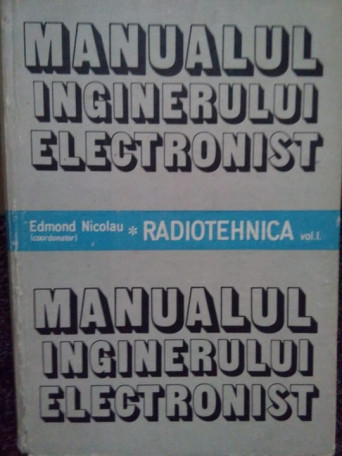 MANUALUL
INGINERULUI
ELECTRONIST
Edmond Nicolau * RADIOTEHNICA vol.I.
(coordonator)
MANUALUL
INGINERULUI
ELECTRONIST